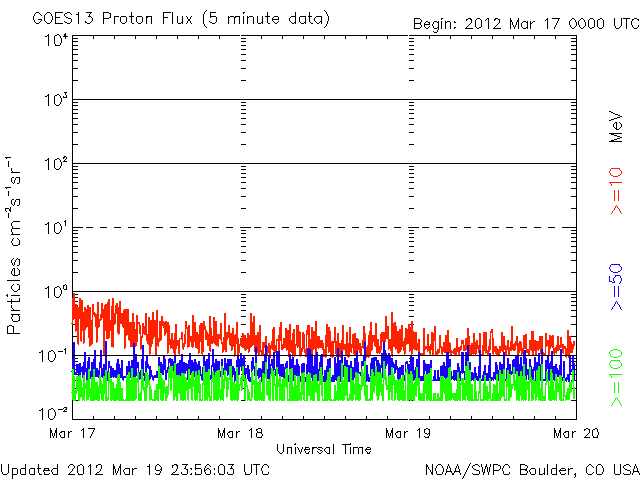 GOES13 Proton Flux (5 minute data)
Begin: 2012 Mar 17 0000 UTC
Particles cm⁻²s⁻¹sr⁻¹
10⁴
10³
10²
10¹
10⁰
10⁻¹
10⁻²
MeV
>=10
>=50
>=100
Mar 17
Mar 18
Mar 19
Mar 20
Universal Time
Updated 2012 Mar 19 23:56:03 UTC
NOAA/SWPC Boulder, CO USA